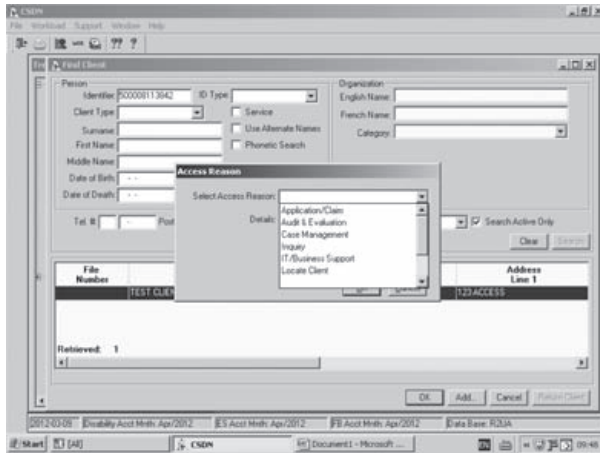 CSDN
File Workload Support Window Help
Find Client
Person
Identifier: 500008113642
ID Type:
Client Type:
Service
Surname:
Use Alternate Names
First Name:
Phonetic Search
Middle Name:
Date of Birth:
Date of Death:
Tel. #:
Organization
English Name:
French Name:
Category:
Search Active Only
Clear
Search
Access Reason
Select Access Reason:
Details:
Application/Claim
Audit & Evaluation
Case Management
Inquiry
IT/Business Support
Locate Client
File Number
Address Line 1
TEST CLIEN
123 ACCESS
Retrieved: 1
OK
Add...
Cancel
Return Client
2012-03-09
Disability Acct Mnth: Apr/2012
ES Acct Mnth: Apr/2012
FB Acct Mnth: Apr/2012
Data Base: R2UA
Start
[All]
CSDN
Document1 - Microsoft ...
09:48